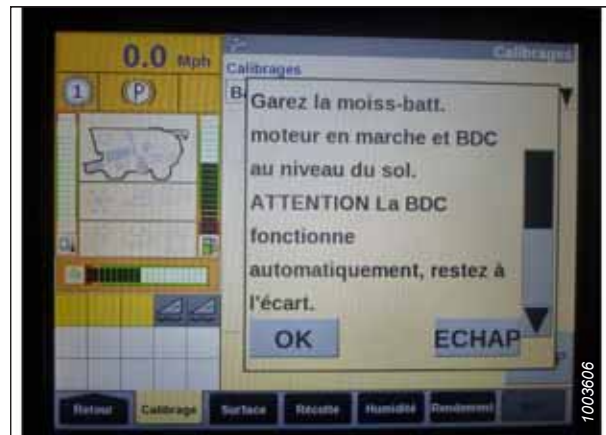 0.0 Mph
Calibrages
Calibrages
1
(P)
B
Garez la moiss-batt.
moteur en marche et BDC
au niveau du sol.
ATTENTION La BDC
fonctionne
automatiquement, restez à
l'écart.
OK
ECHAP
P
Retour
Calibrage
Surface
Récolte
Humidité
Rendement
1003606